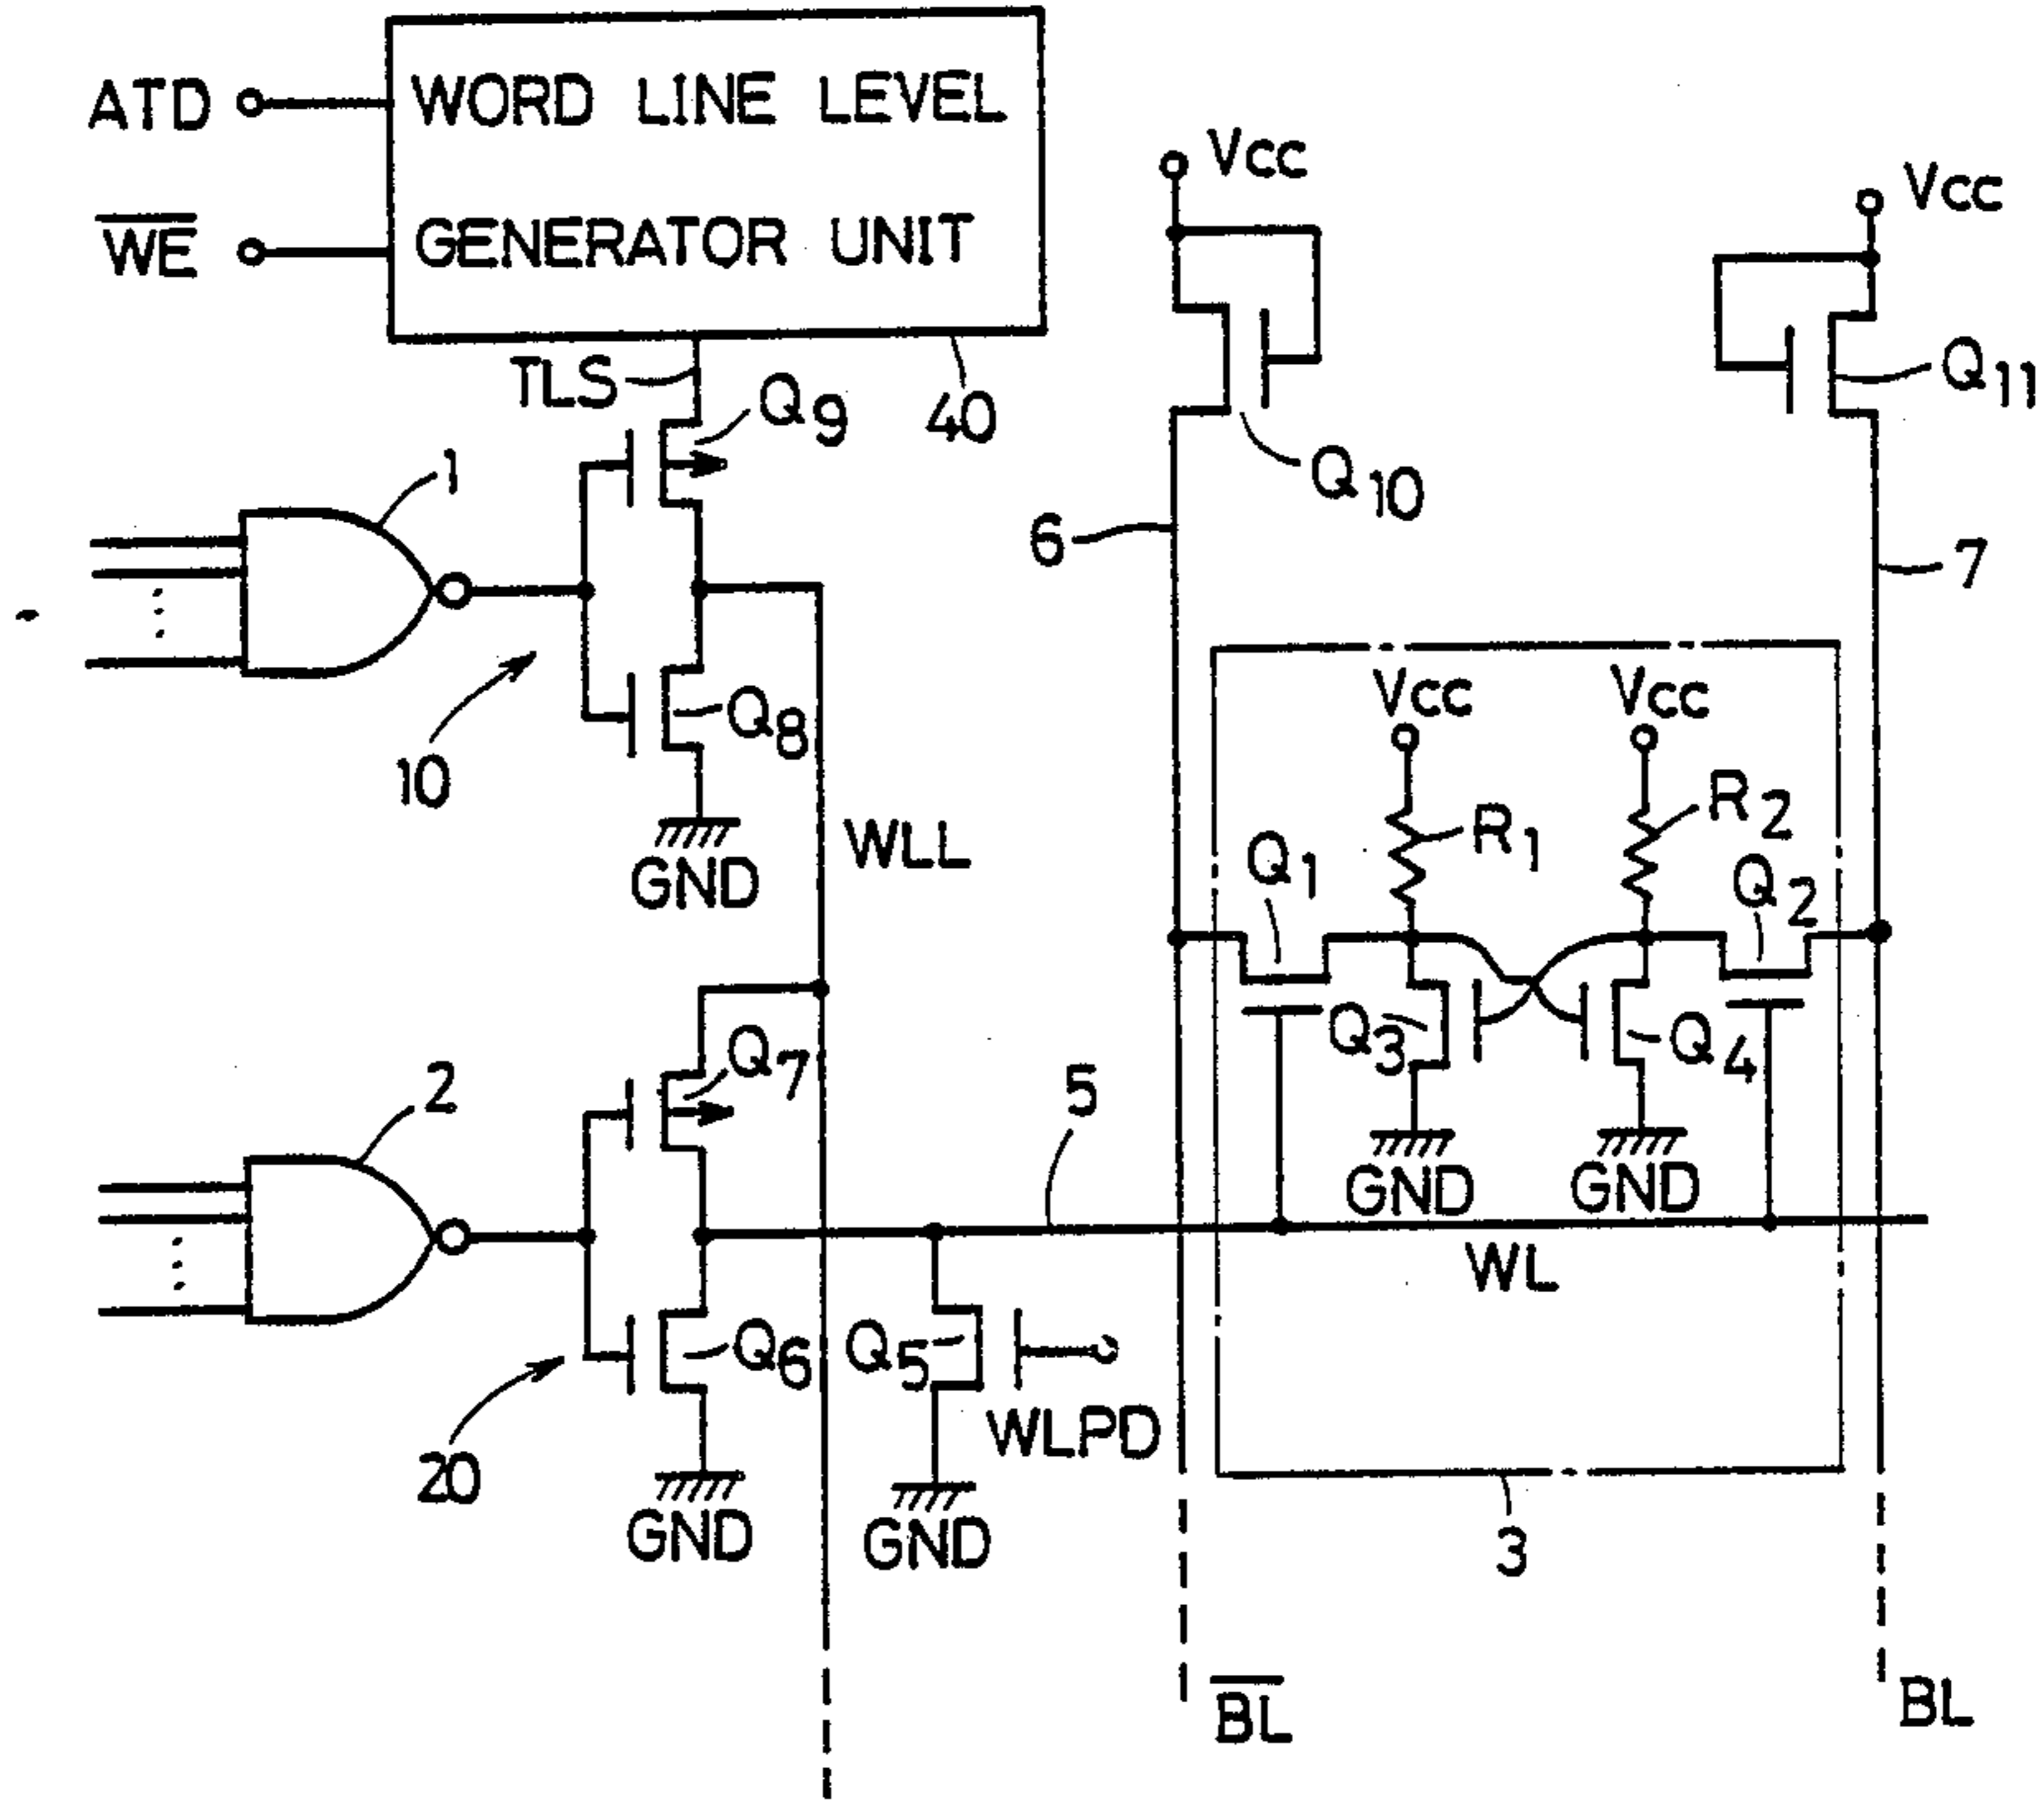 ATD
WORD LINE LEVEL
WE
GENERATOR UNIT
TLS
Q9
40
Vcc
Vcc
Q11
Q10
1
6
7
10
Q8
GND
WLL
Vcc
Vcc
R1
R2
Q1
Q2
Q3
Q4
GND
GND
2
Q7
5
WL
20
Q6
Q5
WLPD
GND
GND
3
BL
BL